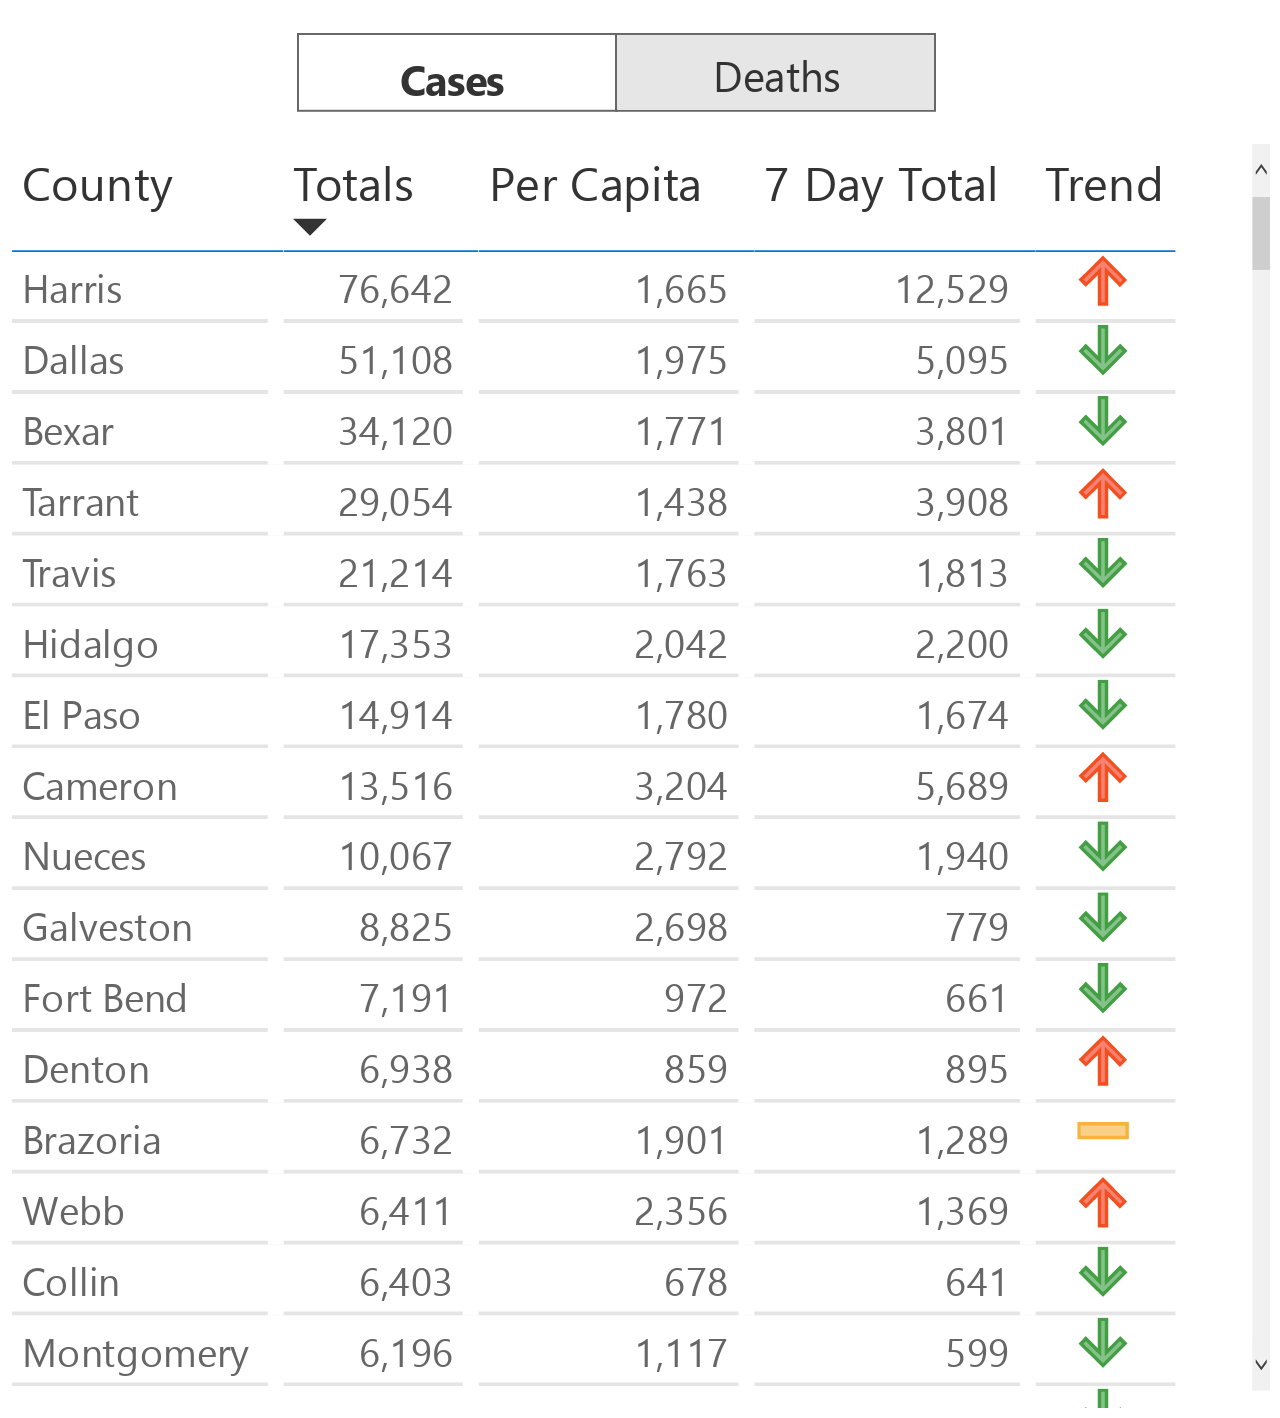 Cases Deaths
County Totals Per Capita 7 Day Total Trend
Harris 76,642 1,665 12,529
Dallas 51,108 1,975 5,095
Bexar 34,120 1,771 3,801
Tarrant 29,054 1,438 3,908
Travis 21,214 1,763 1,813
Hidalgo 17,353 2,042 2,200
El Paso 14,914 1,780 1,674
Cameron 13,516 3,204 5,689
Nueces 10,067 2,792 1,940
Galveston 8,825 2,698 779
Fort Bend 7,191 972 661
Denton 6,938 859 895
Brazoria 6,732 1,901 1,289
Webb 6,411 2,356 1,369
Collin 6,403 678 641
Montgomery 6,196 1,117 599